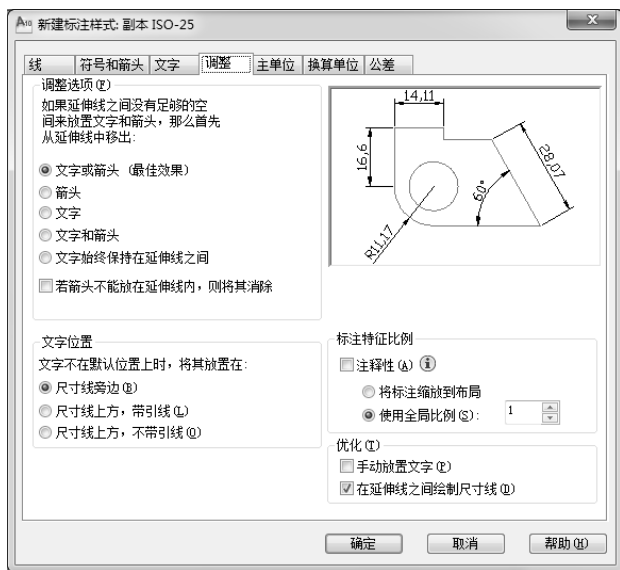 新建标注样式: 副本 ISO-25
线 符号和箭头 文字 调整 主单位 换算单位 公差
调整选项(F)
如果延伸线之间没有足够的空
间来放置文字和箭头，那么首先
从延伸线中移出:
文字或箭头 (最佳效果)
箭头
文字
文字和箭头
文字始终保持在延伸线之间
若箭头不能放在延伸线内，则将其消除
14,11
16,6
28,07
60°
R11,17
文字位置
文字不在默认位置上时，将其放置在:
尺寸线旁边(B)
尺寸线上方，带引线(L)
尺寸线上方，不带引线(O)
标注特征比例
注释性(A)
将标注缩放到布局
使用全局比例(S): 1
优化(T)
手动放置文字(P)
在延伸线之间绘制尺寸线(D)
确定 取消 帮助(H)